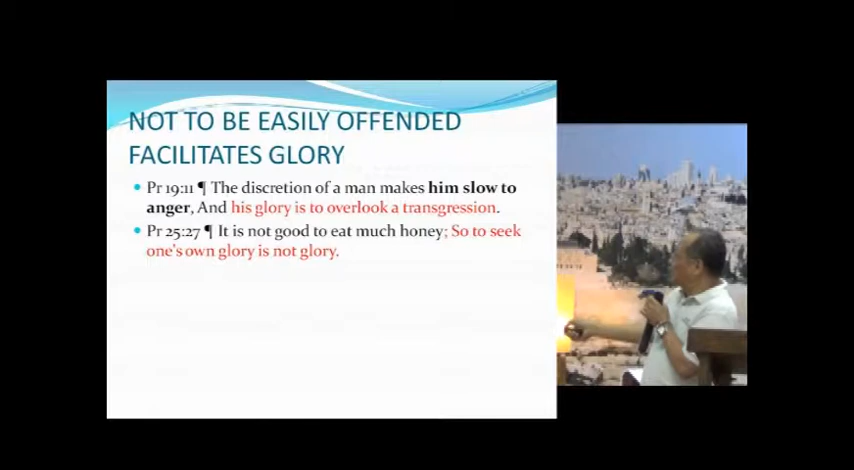 NOT TO BE EASILY OFFENDED
FACILITATES GLORY
• Pr 19:11 ¶ The discretion of a man makes him slow to
anger, And his glory is to overlook a transgression.
• Pr 25:27 ¶ It is not good to eat much honey; So to seek
one's own glory is not glory.